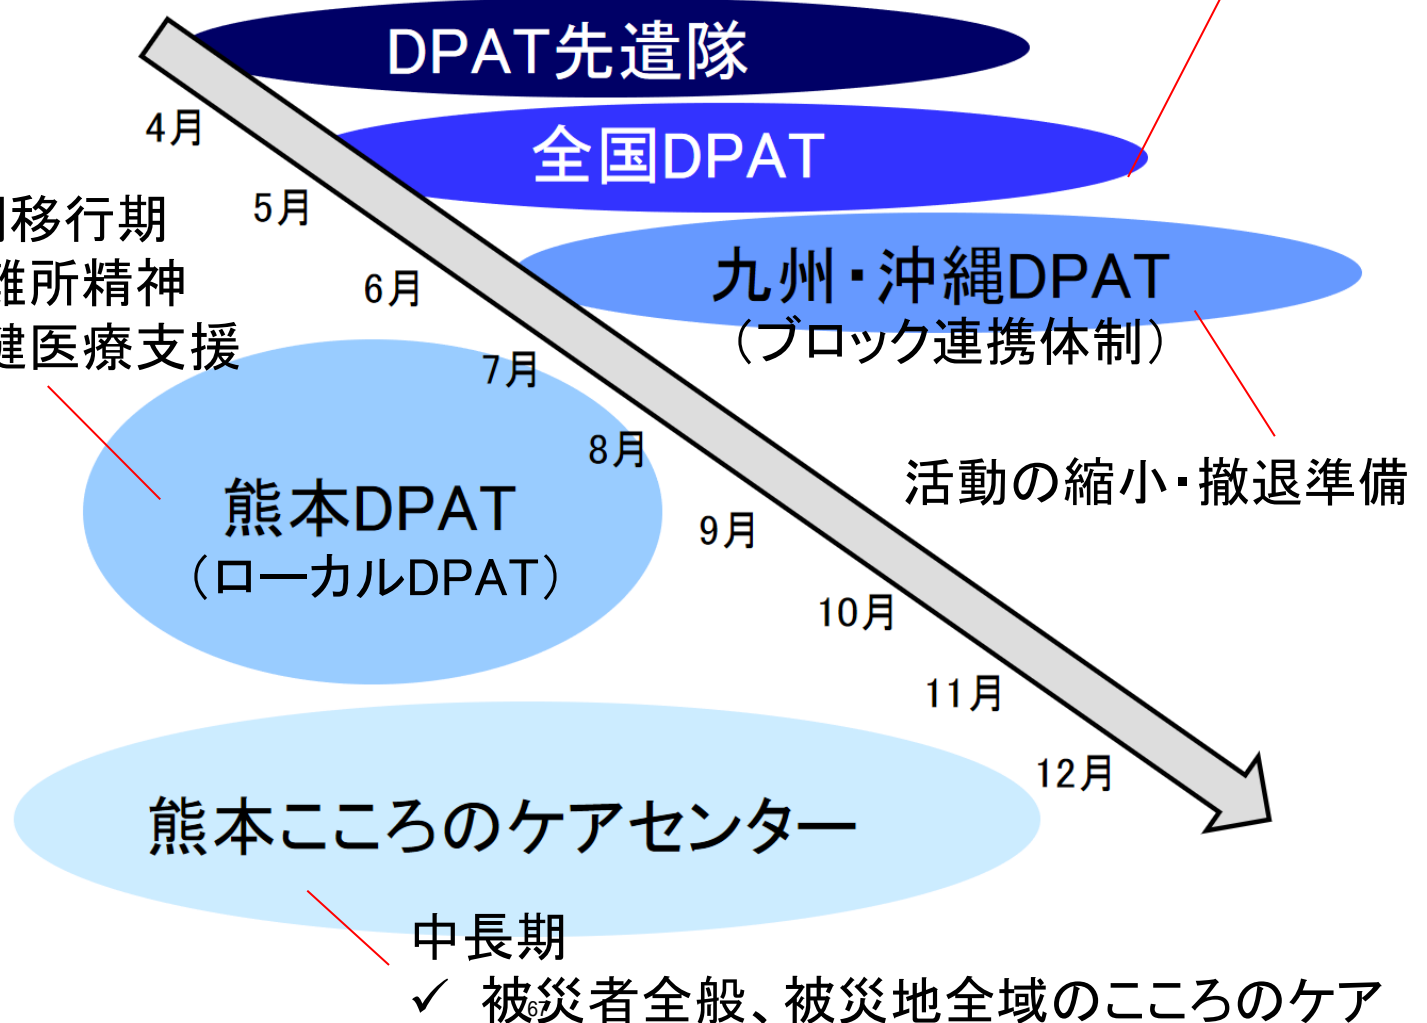 DPAT先遣隊
4月
全国DPAT
5月
移行期
所精神
九州・沖縄DPAT
6月
医療支援
（ブロック連携体制）
7月
8月
活動の縮小・撤退準備
熊本DPAT
9月
（ローカルDPAT）
10月
11月
12月
熊本こころのケアセンター
中長期
✓ 被災者全般、被災地全域のこころのケア
67